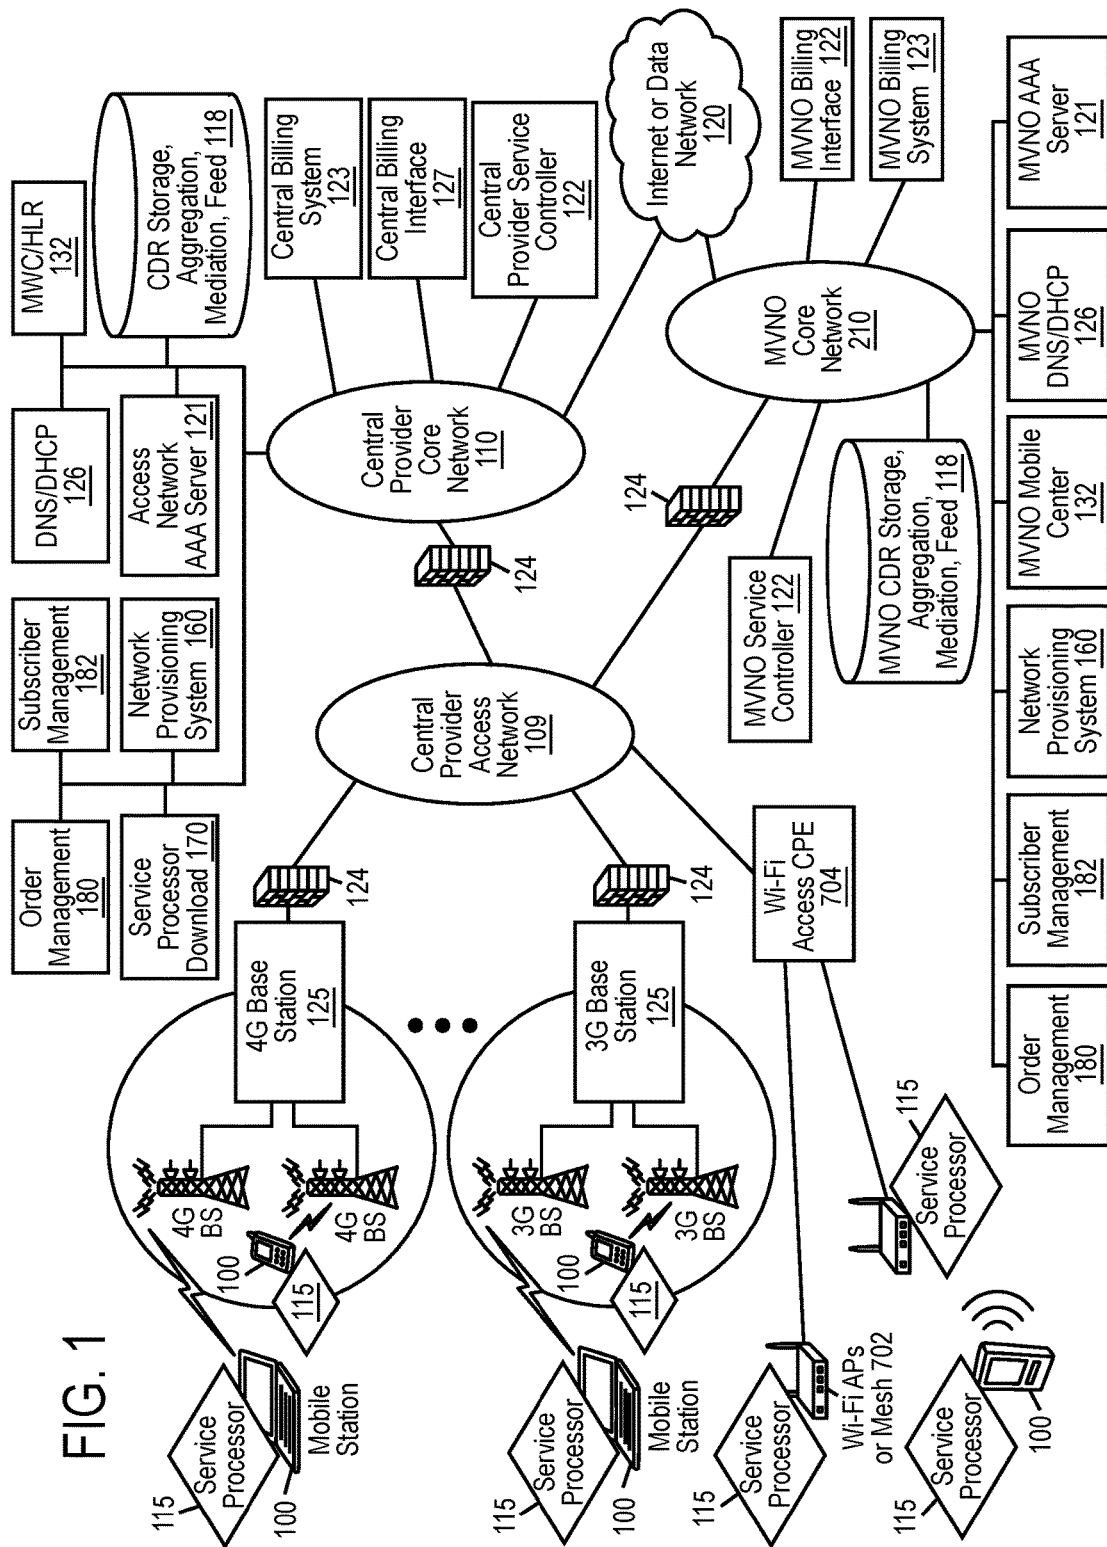 FIG. 1
Order
Management
180
Subscriber
Management
182
DNS/DHCP
126
MWC/HLR
132
Service
Processor
Download 170
Network
Provisioning
System 160
Access
Network
AAA Server 121
CDR Storage,
Aggregation,
Mediation, Feed 118
115
Service
Processor
100
Mobile
Station
4G
BS
4G
BS
100
115
4G Base
Station
125
124
Central
Provider
Access
Network
109
124
Central
Provider
Core
Network
110
Central Billing
System
123
Central Billing
Interface
127
Central
Provider Service
Controller
122
115
Service
Processor
100
Mobile
Station
3G
BS
3G
BS
100
115
3G Base
Station
125
124
Internet or Data
Network
120
124
MVNO
Core
Network
210
MVNO Billing
Interface 122
MVNO Billing
System 123
MVNO Service
Controller 122
MVNO CDR Storage,
Aggregation,
Mediation, Feed 118
Wi-Fi
Access CPE
704
115
Service
Processor
Wi-Fi APs
or Mesh 702
115
Service
Processor
115
Service
Processor
100
Order
Management
180
Subscriber
Management
182
Network
Provisioning
System 160
MVNO Mobile
Center
132
MVNO
DNS/DHCP
126
MVNO AAA
Server
121